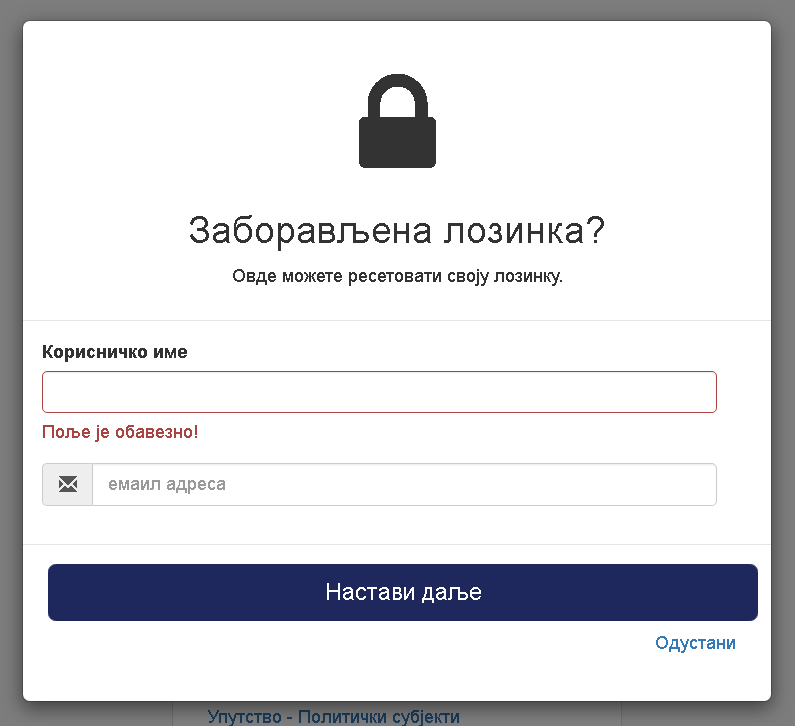 Заборављена лозинка?
Овде можете ресетовати своју лозинку.
Корисничко име
Поље је обавезно!
емаил адреса
Настави даље
Одустани
Упутство - Политички субјекти